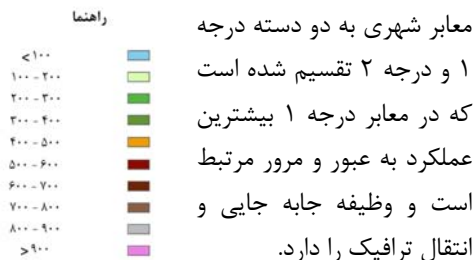 معابر شهری به دو دسته درجه
۱ و درجه ۲ تقسیم شده است
که در معابر درجه ۱ بیشترین
عملکرد به عبور و مرور مرتبط
است و وظیفه جابه جایی و
انتقال ترافیک را دارد.
راهنما
<۱۰۰
۱۰۰ - ۲۰۰
۲۰۰ - ۳۰۰
۳۰۰ - ۴۰۰
۴۰۰ - ۵۰۰
۵۰۰ - ۶۰۰
۶۰۰ - ۷۰۰
۷۰۰ - ۸۰۰
۸۰۰ - ۹۰۰
>۹۰۰